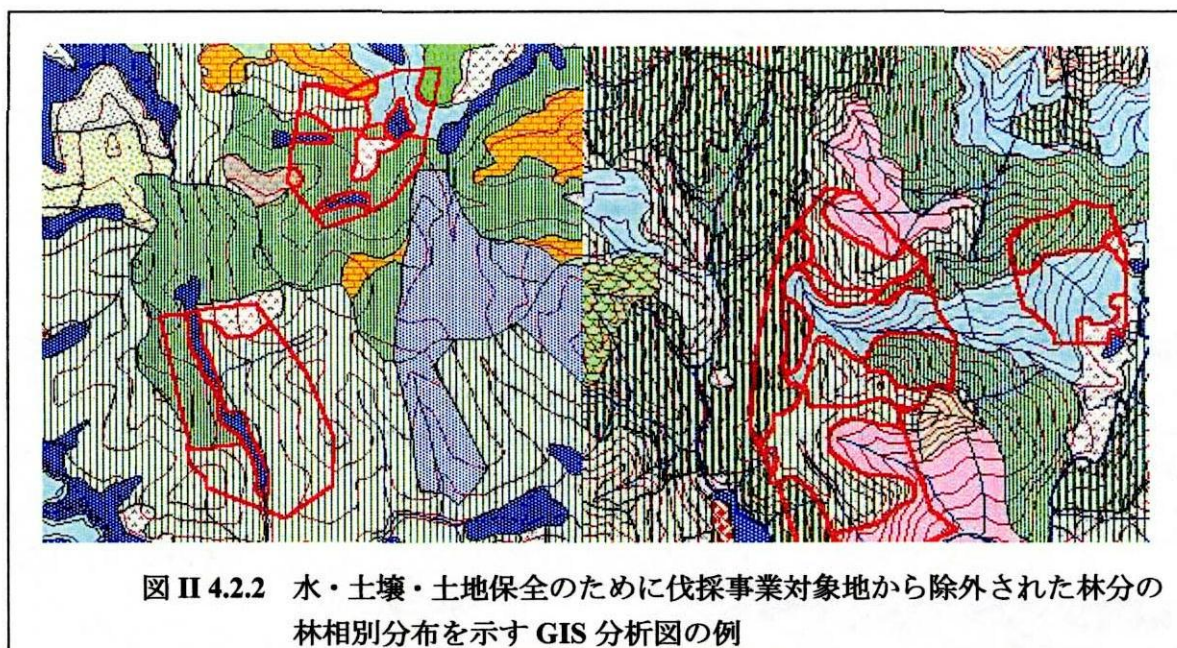 図 II 4.2.2 水・土壌・土地保全のために伐採事業対象地から除外された林分の
林相別分布を示す GIS 分析図の例